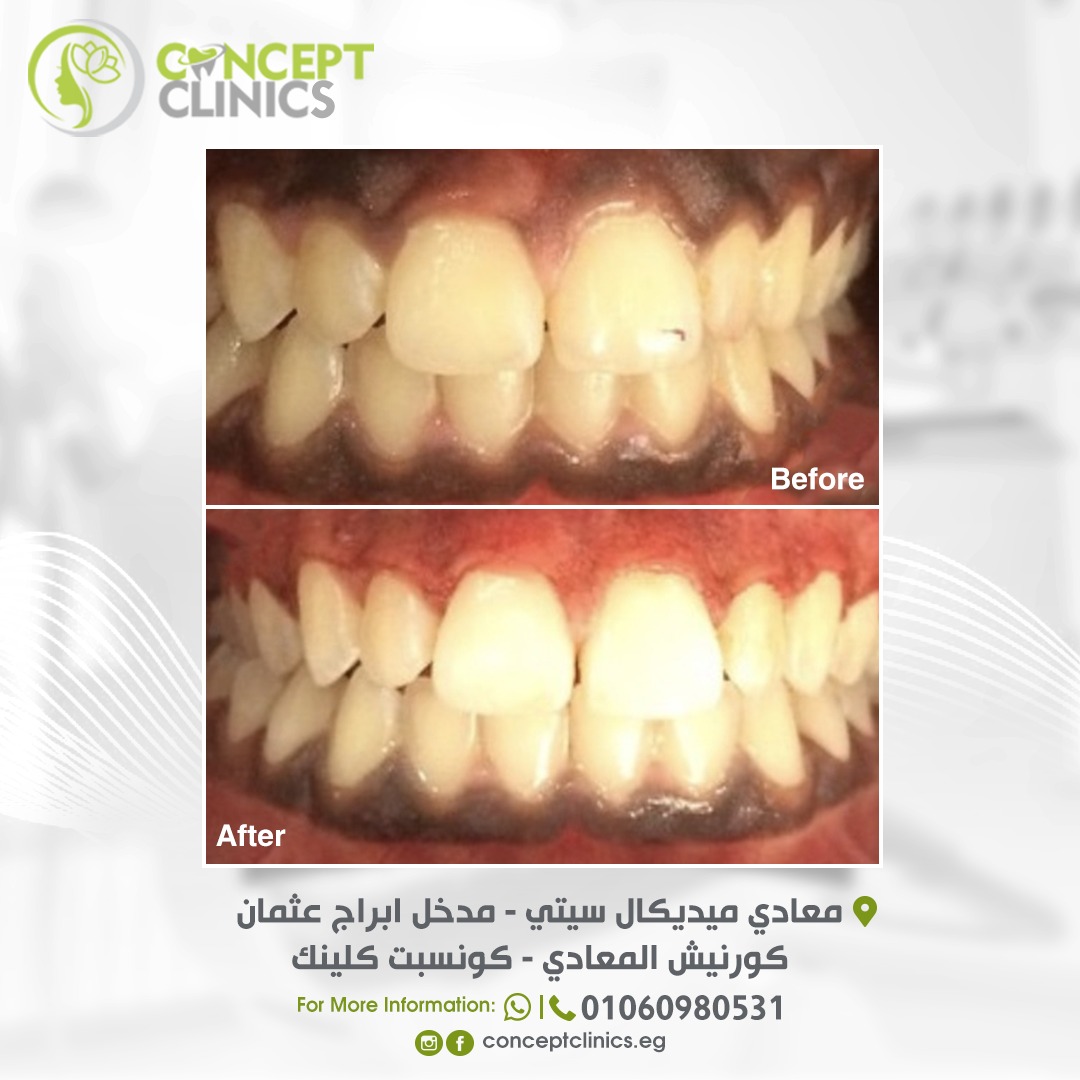 CONCEPT
CLINICS
Before
After
معادي ميديكال سيتي - مدخل ابراج عثمان
كورنيش المعادي - كونسبت كلينك
For More Information: | 01060980531
conceptclinics.eg